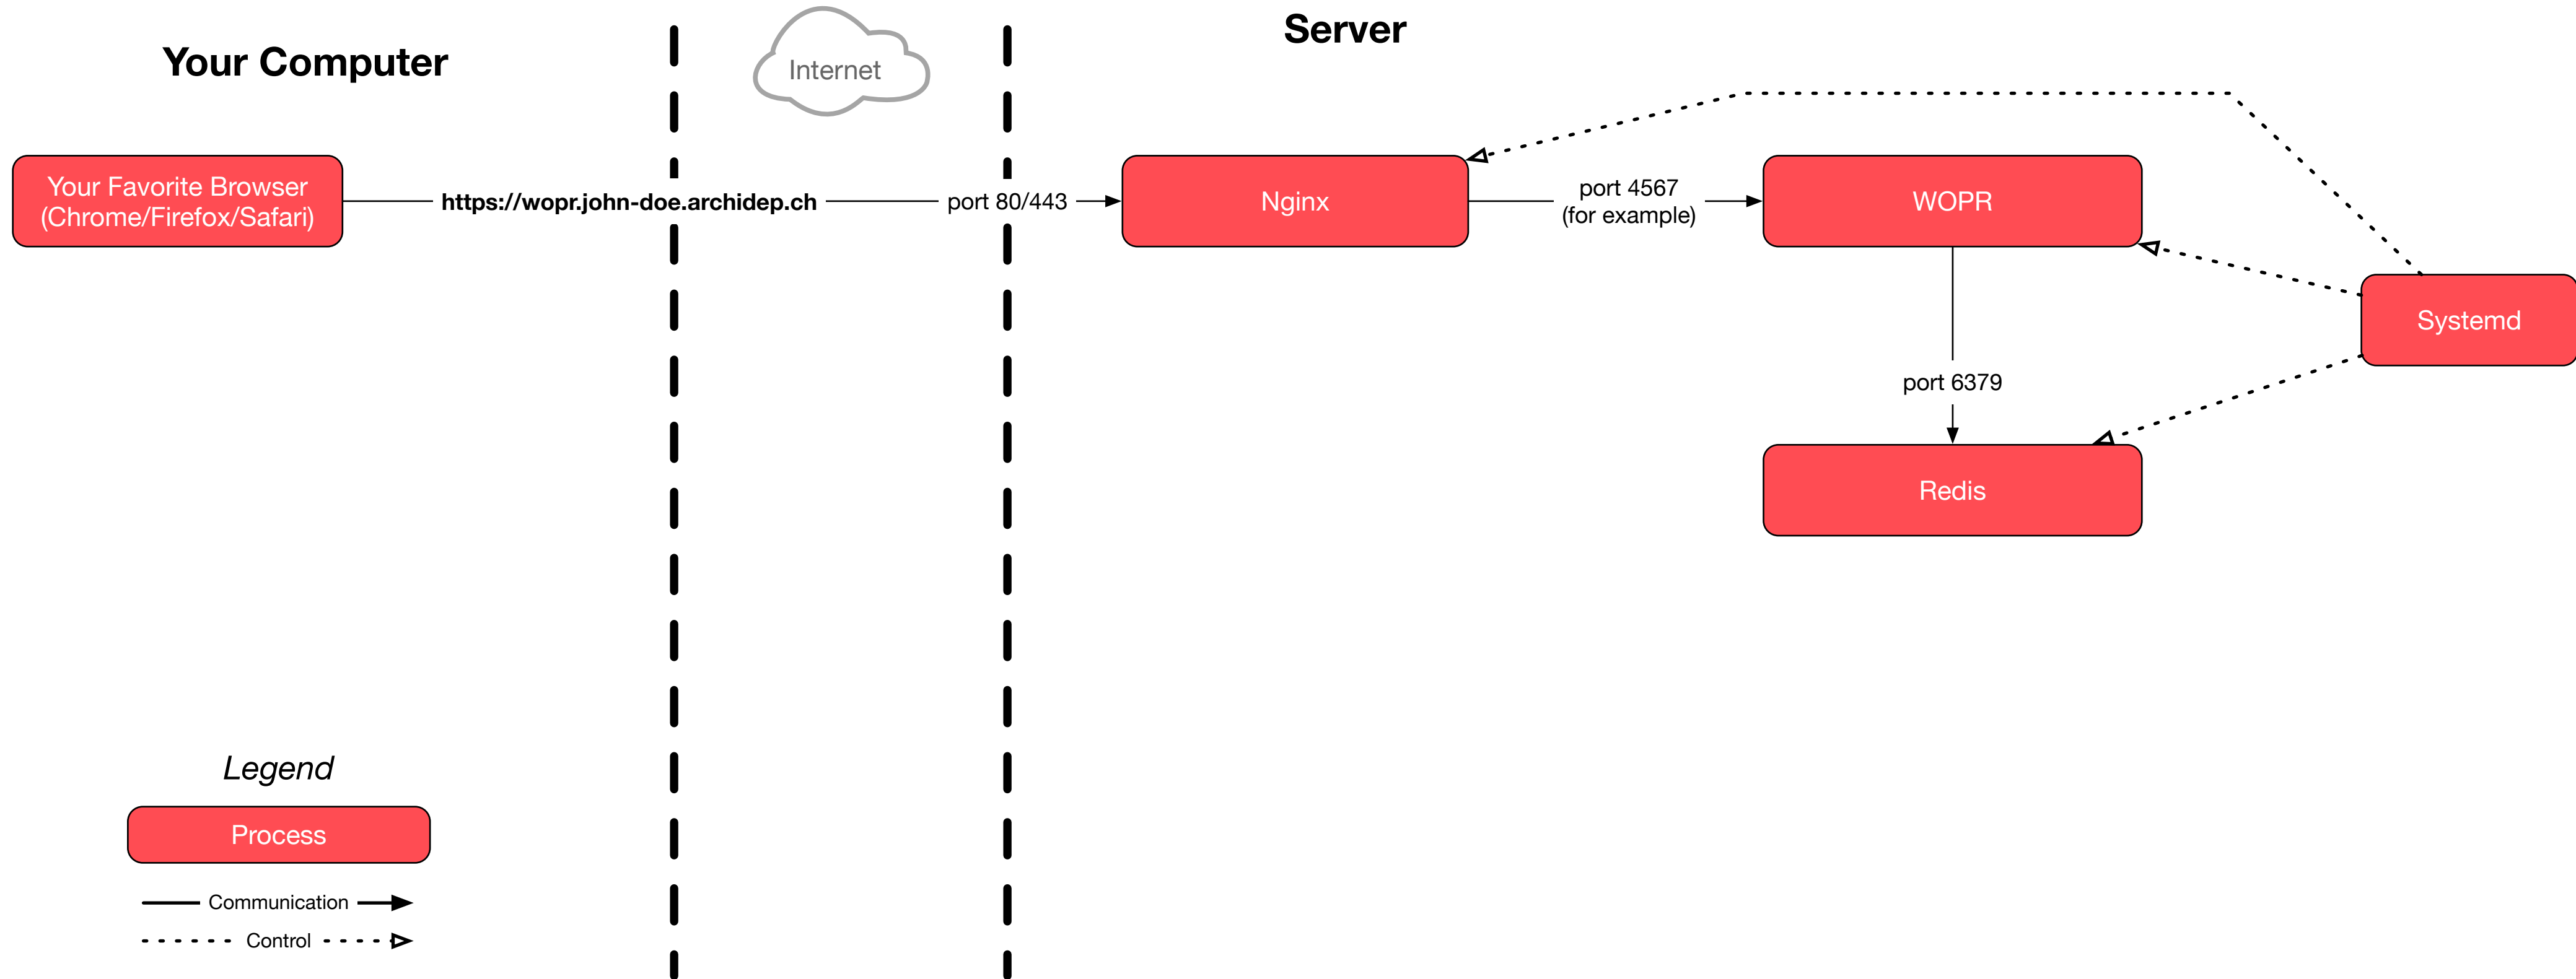 Your Computer
Internet
Server
Your Favorite Browser
(Chrome/Firefox/Safari)
https://wopr.john-doe.archidep.ch
port 80/443
Nginx
port 4567
(for example)
WOPR
Systemd
port 6379
Redis
Legend
Process
Communication
Control